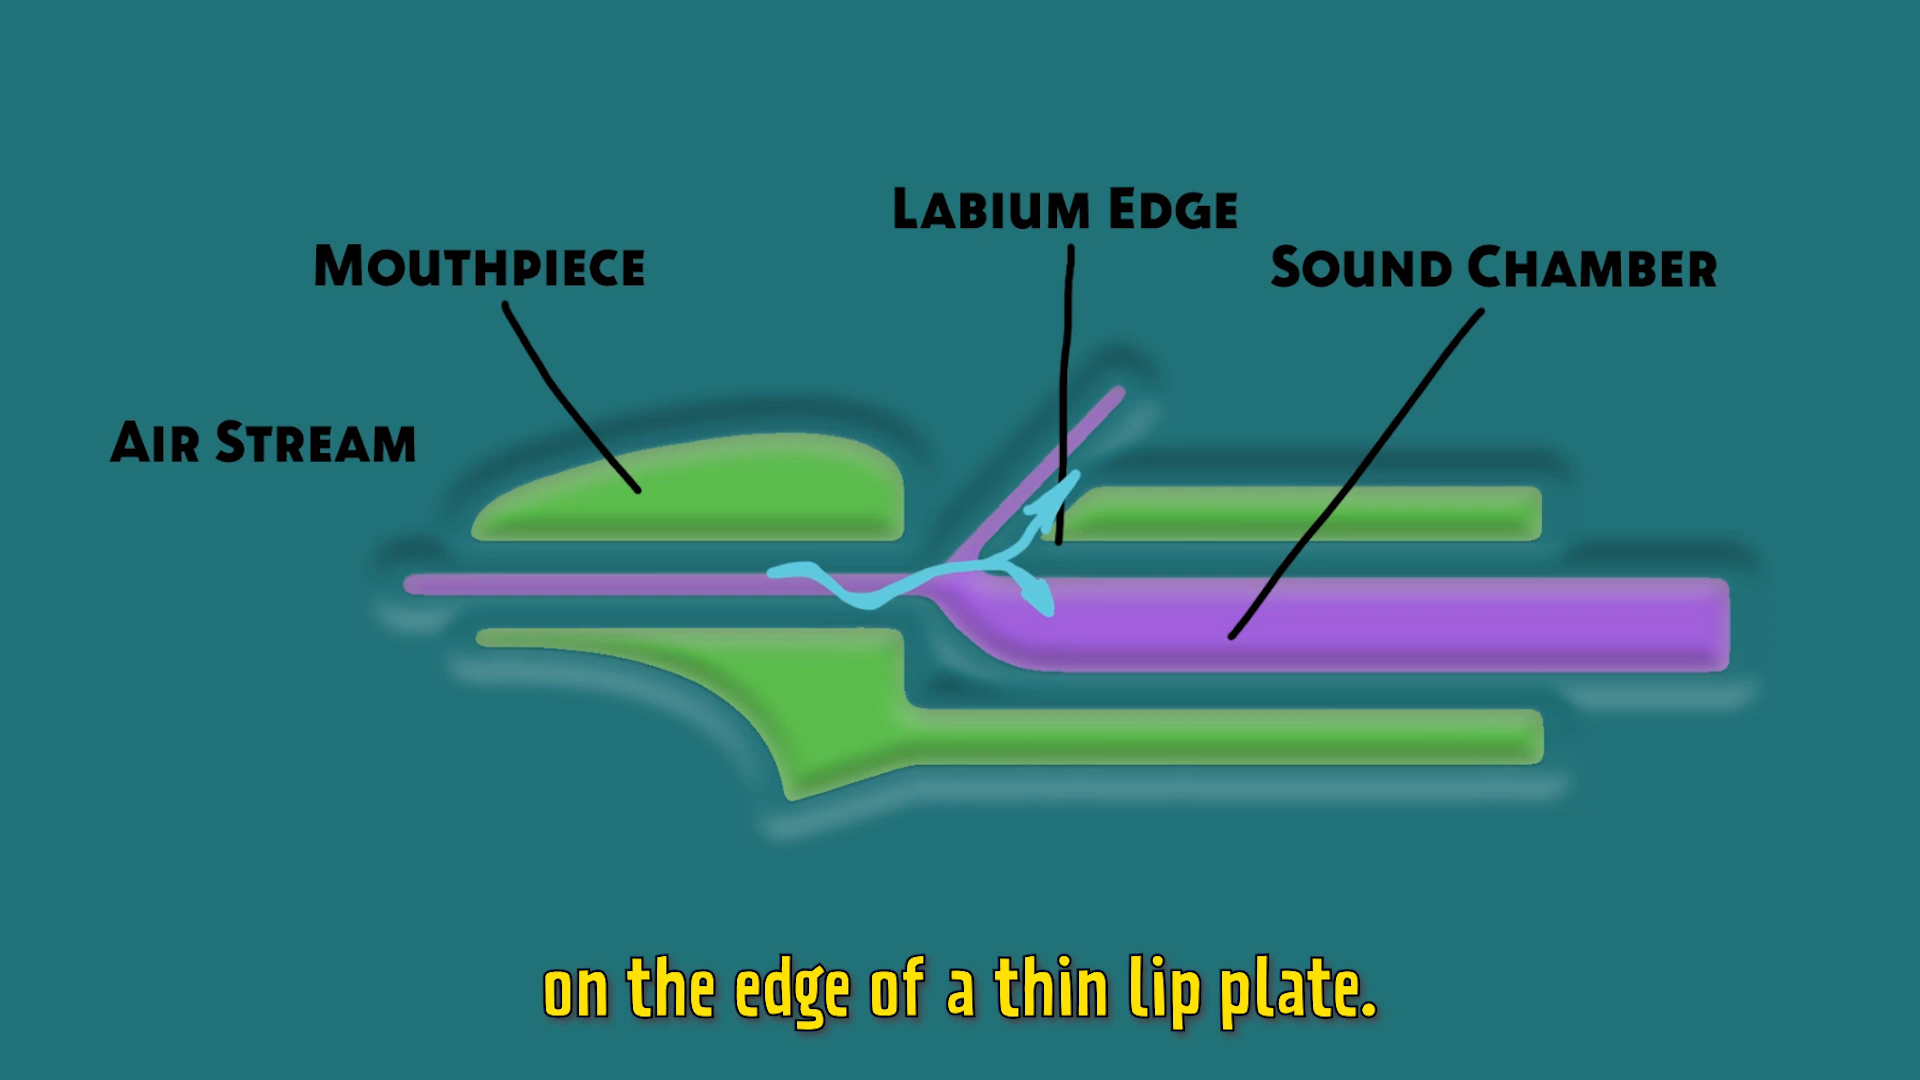 Labium Edge
Mouthpiece
Sound Chamber
Air Stream
on the edge of a thin lip plate.